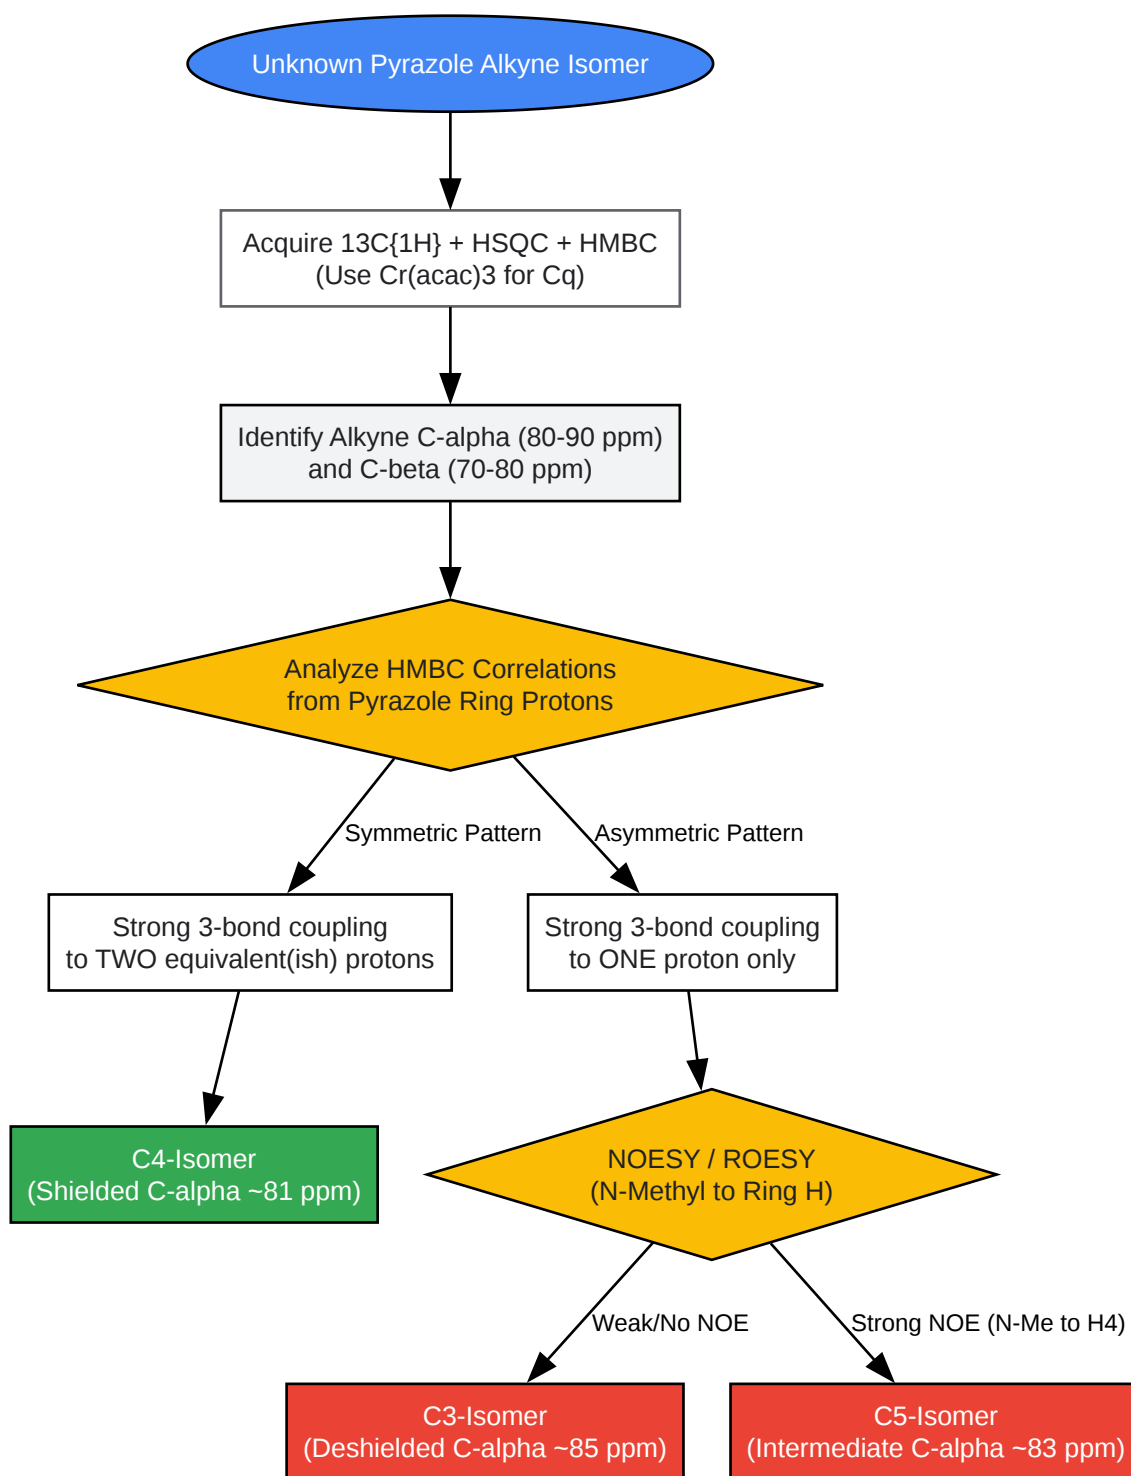 Unknown Pyrazole Alkyne Isomer
Acquire 13C{1H} + HSQC + HMBC
(Use Cr(acac)3 for Cq)
Identify Alkyne C-alpha (80-90 ppm)
and C-beta (70-80 ppm)
Analyze HMBC Correlations
from Pyrazole Ring Protons
Symmetric Pattern
Asymmetric Pattern
Strong 3-bond coupling
to TWO equivalent(ish) protons
Strong 3-bond coupling
to ONE proton only
C4-Isomer
(Shielded C-alpha ~81 ppm)
NOESY / ROESY
(N-Methyl to Ring H)
Weak/No NOE
Strong NOE (N-Me to H4)
C3-Isomer
(Deshielded C-alpha ~85 ppm)
C5-Isomer
(Intermediate C-alpha ~83 ppm)